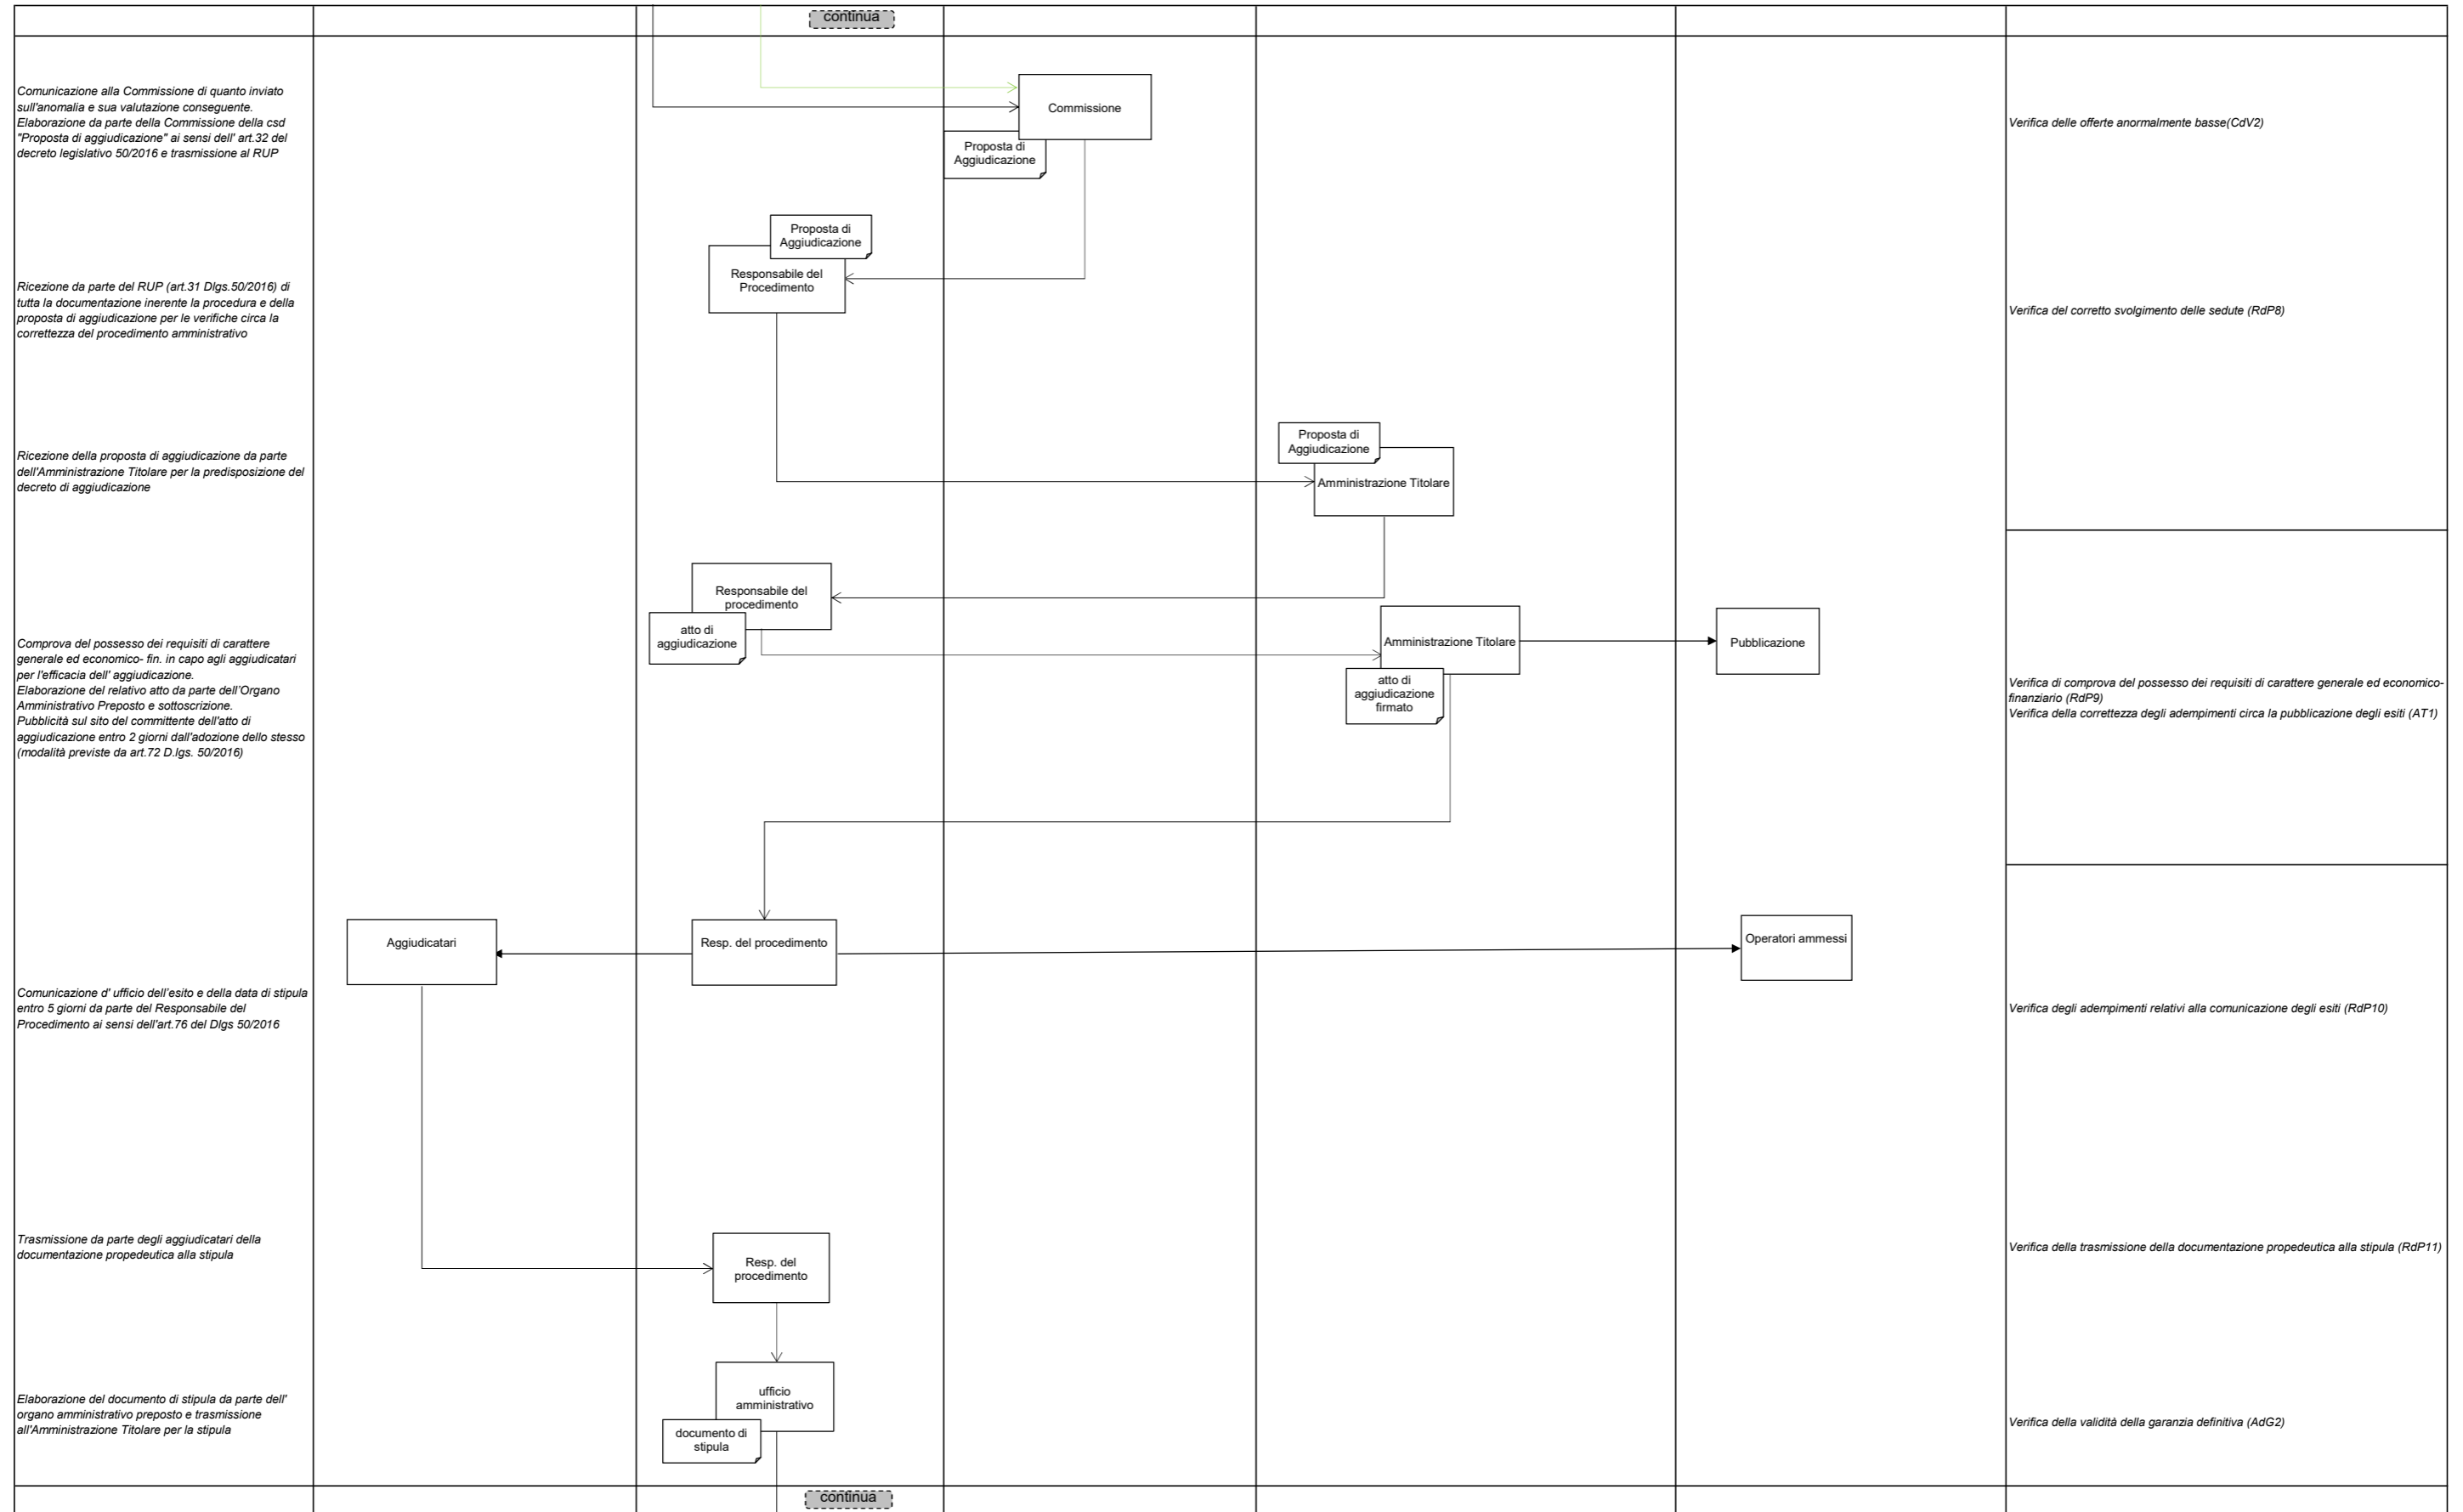 continua
Comunicazione alla Commissione di quanto inviato
sull'anomalia e sua valutazione conseguente.
Elaborazione da parte della Commissione della csd
"Proposta di aggiudicazione" ai sensi dell' art.32 del
decreto legislativo 50/2016 e trasmissione al RUP
Commissione
Proposta di
Aggiudicazione
Verifica delle offerte anormalmente basse(CdV2)
Ricezione da parte del RUP (art.31 Dlgs.50/2016) di
tutta la documentazione inerente la procedura e della
proposta di aggiudicazione per le verifiche circa la
correttezza del procedimento amministrativo
Proposta di
Aggiudicazione
Responsabile del
Procedimento
Verifica del corretto svolgimento delle sedute (RdP8)
Ricezione della proposta di aggiudicazione da parte
dell'Amministrazione Titolare per la predisposizione del
decreto di aggiudicazione
Proposta di
Aggiudicazione
Amministrazione Titolare
Comprova del possesso dei requisiti di carattere
generale ed economico- fin. in capo agli aggiudicatari
per l'efficacia dell' aggiudicazione.
Elaborazione del relativo atto da parte dell'Organo
Amministrativo Preposto e sottoscrizione.
Pubblicità sul sito del committente dell'atto di
aggiudicazione entro 2 giorni dall'adozione dello stesso
(modalità previste da art.72 D.lgs. 50/2016)
Responsabile del
procedimento
atto di
aggiudicazione
Amministrazione Titolare
atto di
aggiudicazione
firmato
Pubblicazione
Verifica di comprova del possesso dei requisiti di carattere generale ed economico-
finanziario (RdP9)
Verifica della correttezza degli adempimenti circa la pubblicazione degli esiti (AT1)
Comunicazione d' ufficio dell'esito e della data di stipula
entro 5 giorni da parte del Responsabile del
Procedimento ai sensi dell'art.76 del Dlgs 50/2016
Aggiudicatari
Resp. del procedimento
Operatori ammessi
Verifica degli adempimenti relativi alla comunicazione degli esiti (RdP10)
Trasmissione da parte degli aggiudicatari della
documentazione propedeutica alla stipula
Resp. del
procedimento
Verifica della trasmissione della documentazione propedeutica alla stipula (RdP11)
Elaborazione del documento di stipula da parte dell'
organo amministrativo preposto e trasmissione
all'Amministrazione Titolare per la stipula
ufficio
amministrativo
documento di
stipula
Verifica della validità della garanzia definitiva (AdG2)
continua